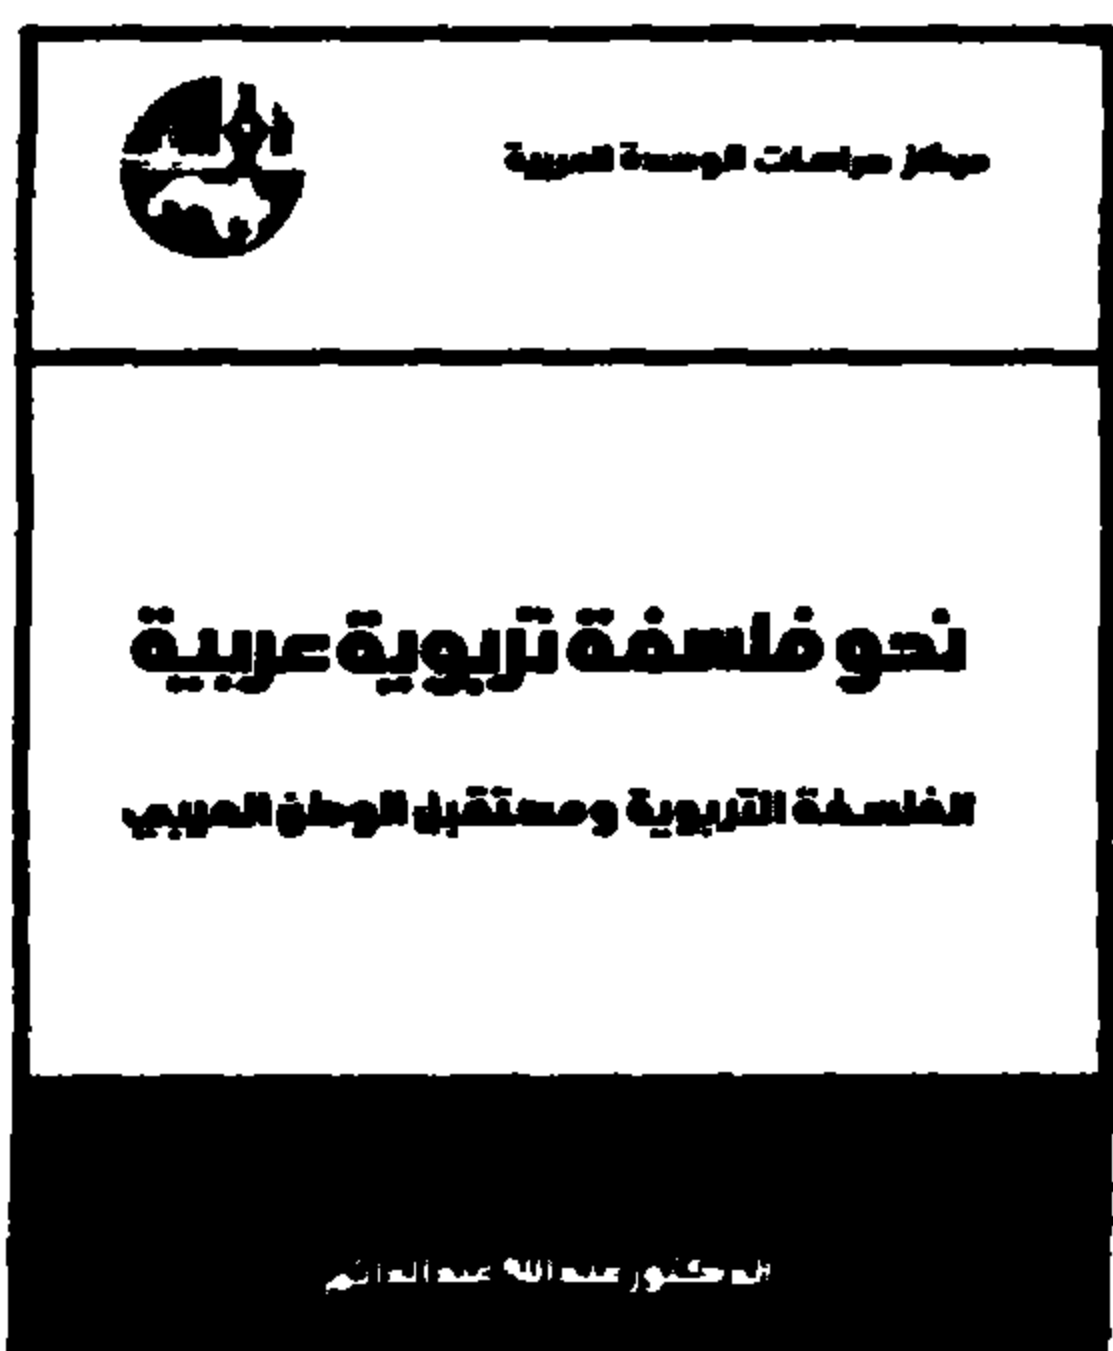 مركز دراسات الوحدة العربية
نحو فلسفة تربوية عربية
الفلسفة التربوية ومستقبل الوطن العربي
الدكتور عبد الله عبد الدائم